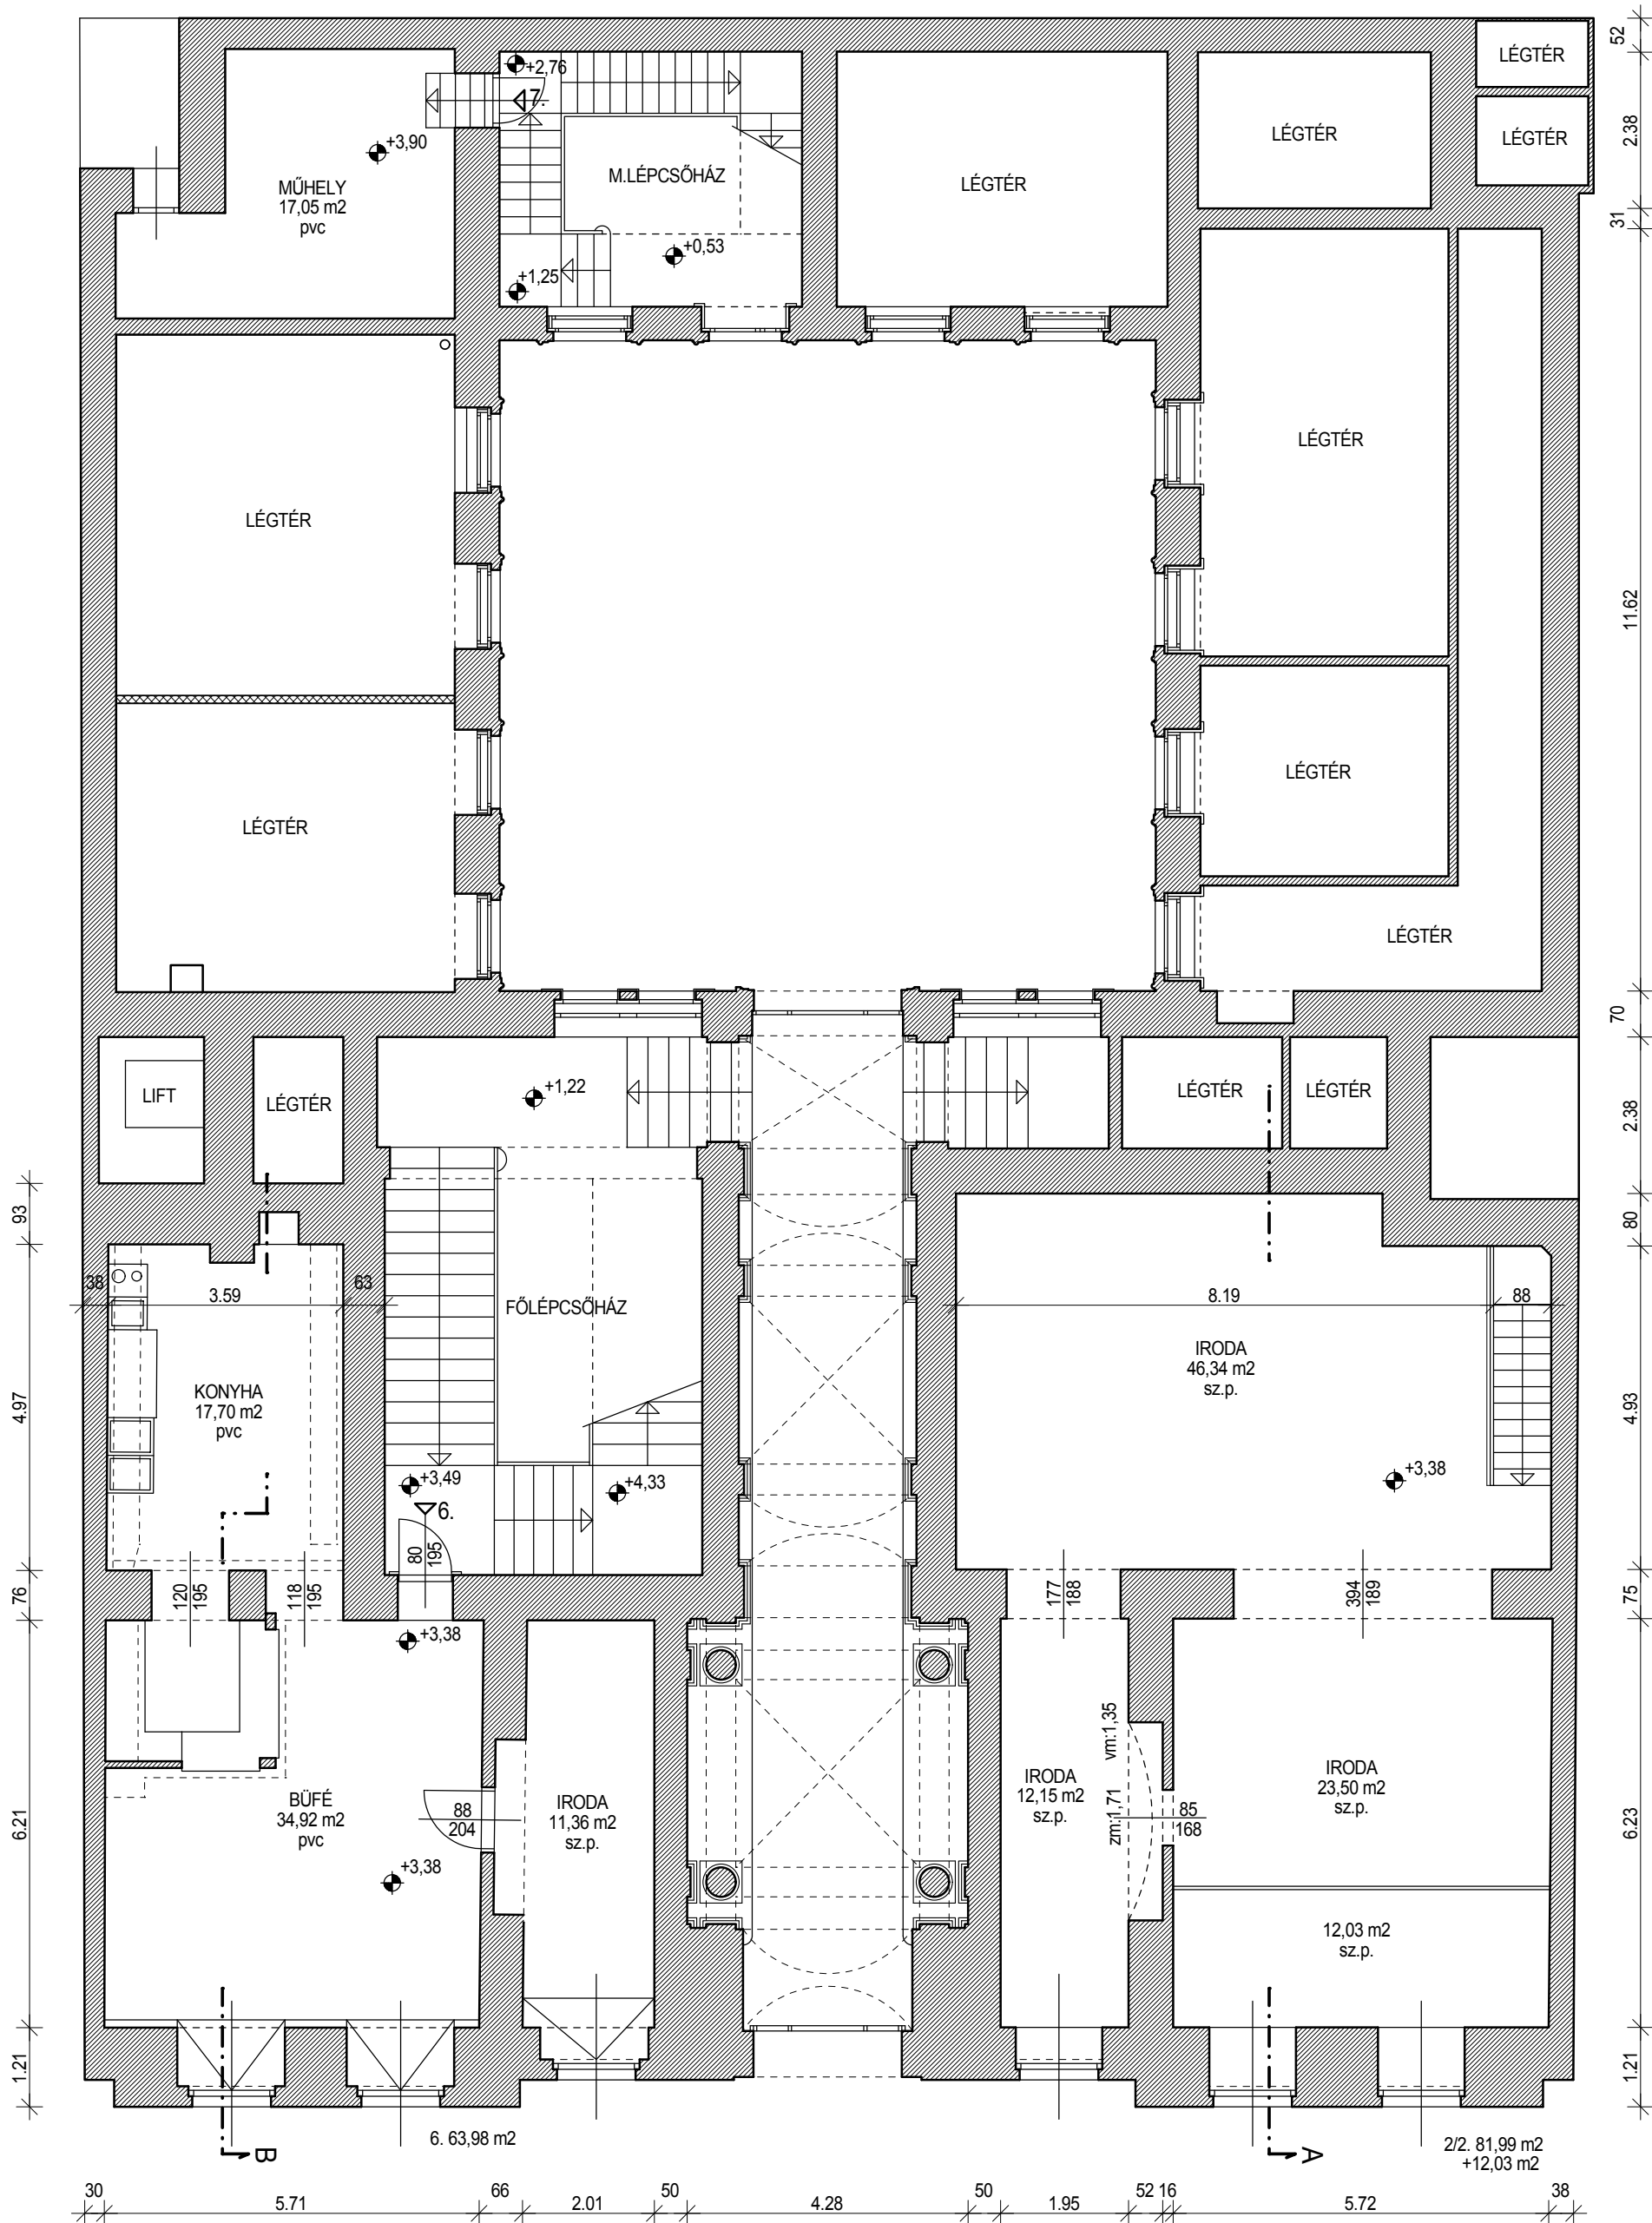 LÉGTÉR
52
+2,76
7.
2.38
LÉGTÉR
LÉGTÉR
+3,90
M.LÉPCSŐHÁZ
LÉGTÉR
MŰHELY
17,05 m2
pvc
31
+0,53
+1,25
LÉGTÉR
11.62
LÉGTÉR
LÉGTÉR
LÉGTÉR
LÉGTÉR
70
LIFT
LÉGTÉR
+1,22
LÉGTÉR
LÉGTÉR
2.38
93
80
38
3.59
63
FŐLÉPCSŐHÁZ
8.19
88
IRODA
46,34 m2
sz.p.
4.97
KONYHA
17,70 m2
pvc
4.93
+3,49
+4,33
+3,38
6.
80
195
76
120
195
118
195
177
188
394
189
75
+3,38
vm:1,35
zm:1,71
6.21
BÜFÉ
34,92 m2
pvc
88
204
IRODA
11,36 m2
sz.p.
IRODA
12,15 m2
sz.p.
85
168
IRODA
23,50 m2
sz.p.
6.23
+3,38
12,03 m2
sz.p.
1.21
1.21
B
6. 63,98 m2
A
2/2. 81,99 m2
+12,03 m2
30
5.71
66
2.01
50
4.28
50
1.95
52
16
5.72
38